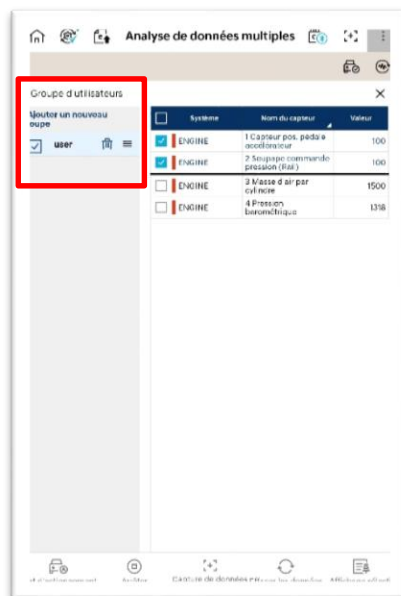 Analyse de données multiples
Groupe d'utilisateurs
Ajouter un nouveau
oupe
user
Système Nom du capteur Valeur
ENGINE 1 Capteur pos. pédale accélérateur 100
ENGINE 2 Soupape commande pression (Rail) 100
ENGINE 3 Masse d'air par cylindre 1500
ENGINE 4 Pression barométrique 1318
Capture de données